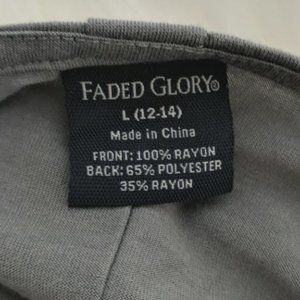 FADED GLORY®
L (12-14)
Made in China
FRONT: 100% RAYON
BACK: 65% POLYESTER
35% RAYON